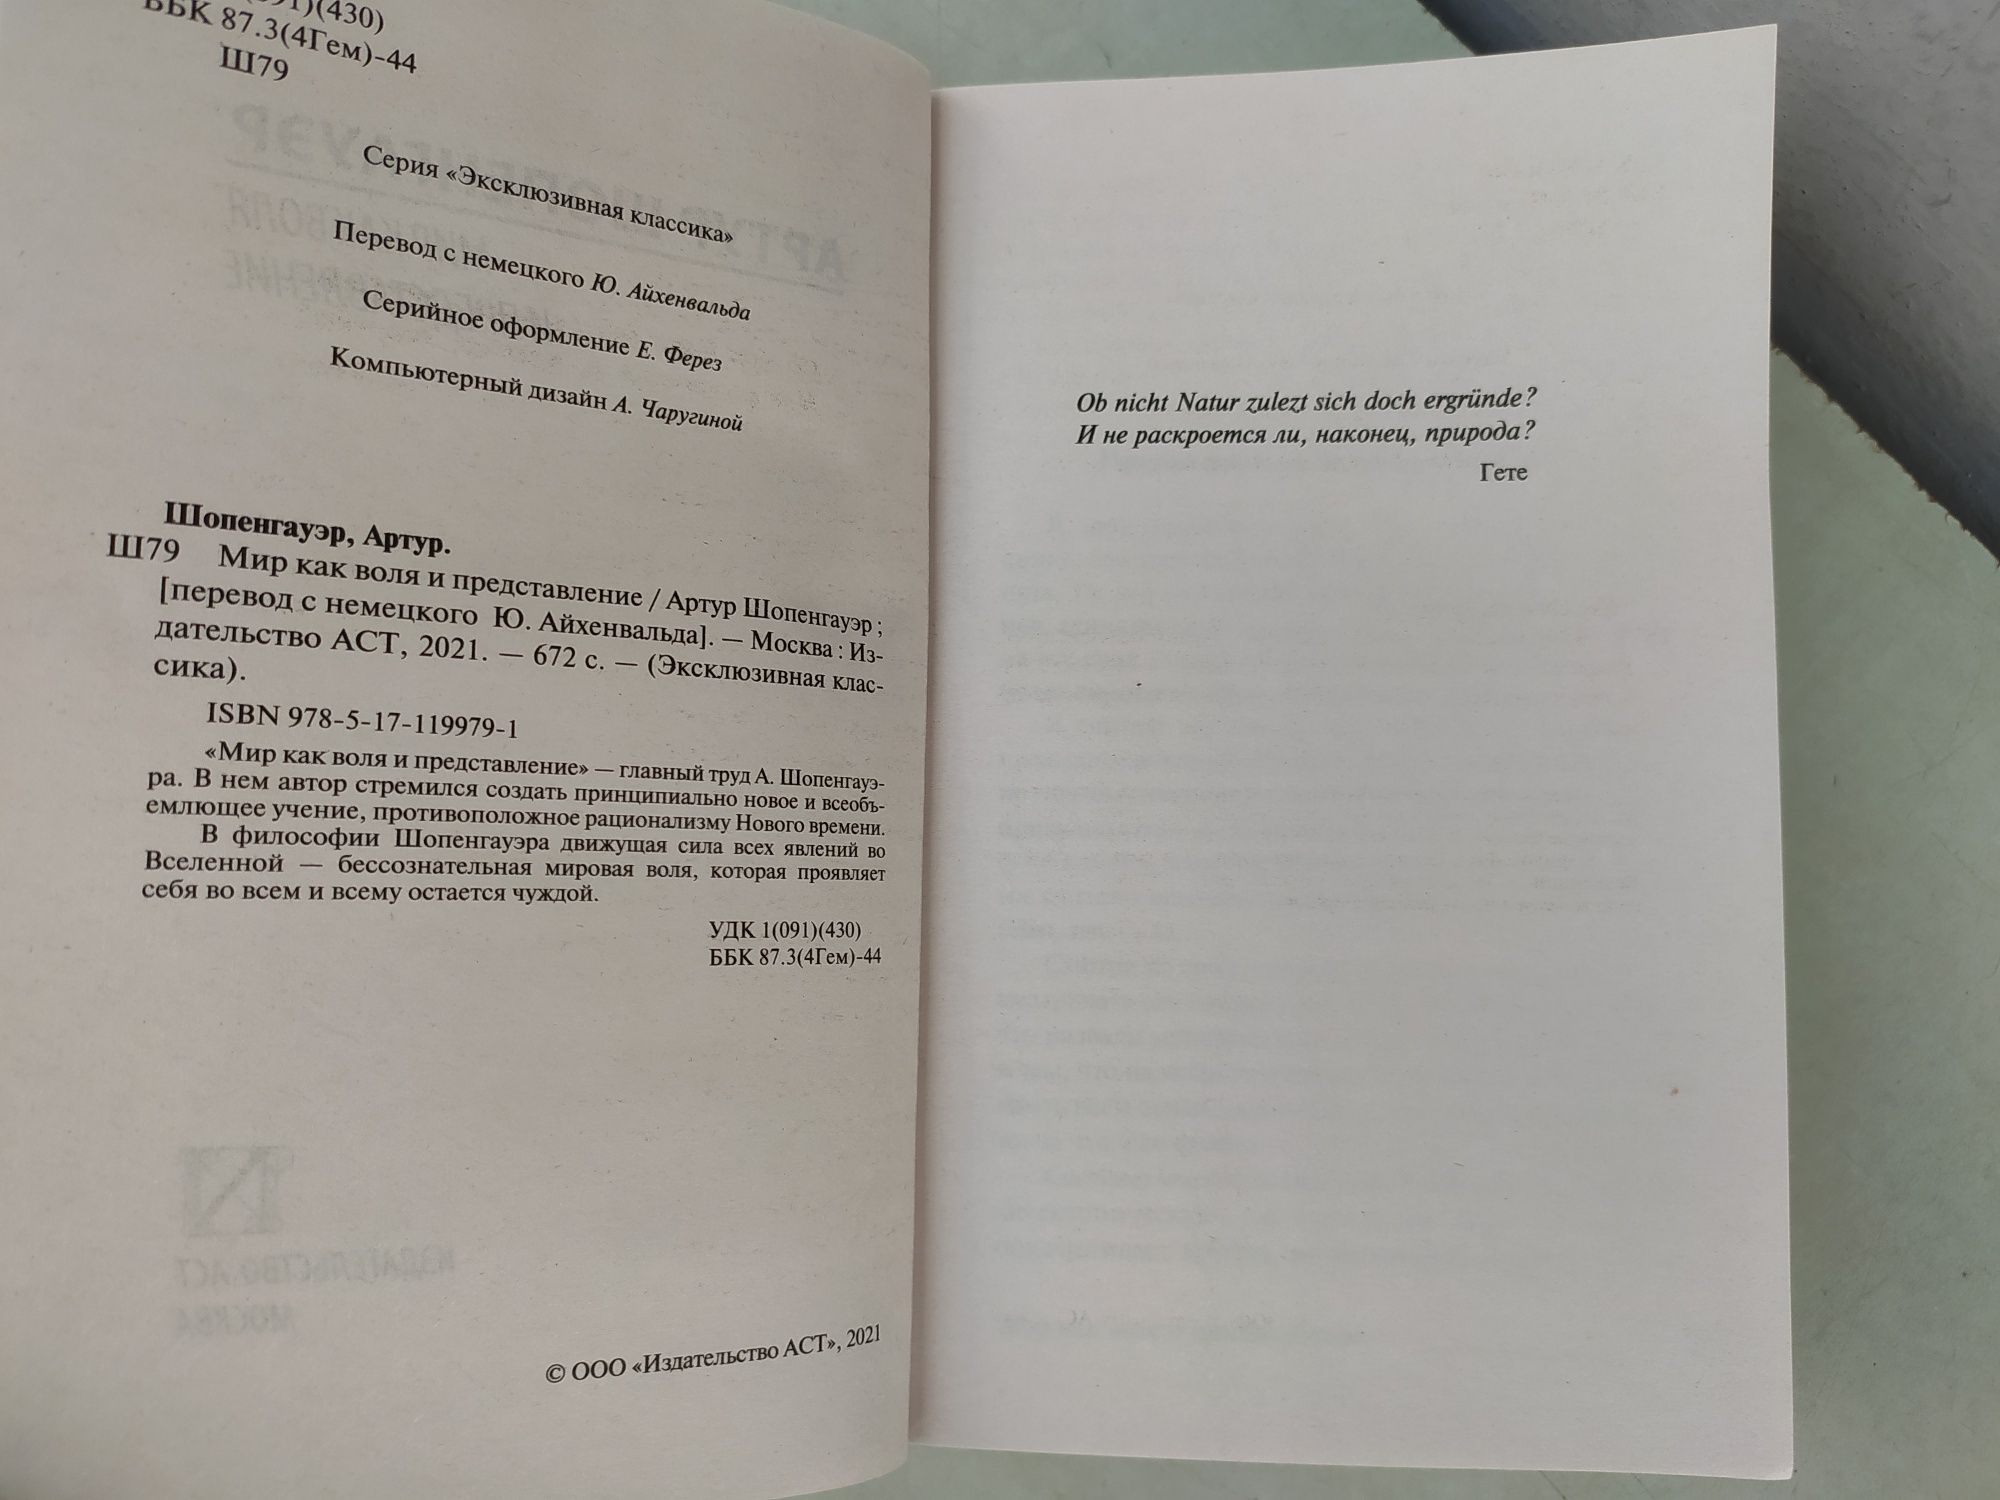 ББК 87.3(4Гем)-44
Ш79
Серия «Эксклюзивная классика»
Перевод с немецкого Ю. Айхенвальда
Серийное оформление Е. Ферез
Компьютерный дизайн А. Чаругиной
Шопенгауэр, Артур.
Ш79 Мир как воля и представление / Артур Шопенгауэр ;
[перевод с немецкого Ю. Айхенвальда]. — Москва : Из-
дательство АСТ, 2021. — 672 с. — (Эксклюзивная клас-
сика).
ISBN 978-5-17-119979-1
«Мир как воля и представление» — главный труд А. Шопенгауэ-
ра. В нем автор стремился создать принципиально новое и всеобъ-
емлющее учение, противоположное рационализму Нового времени.
В философии Шопенгауэра движущая сила всех явлений во
Вселенной — бессознательная мировая воля, которая проявляет
себя во всем и всему остается чуждой.
УДК 1(091)(430)
ББК 87.3(4Гем)-44
© ООО «Издательство АСТ», 2021
Ob nicht Natur zulezt sich doch ergründe?
И не раскроется ли, наконец, природа?
Гете